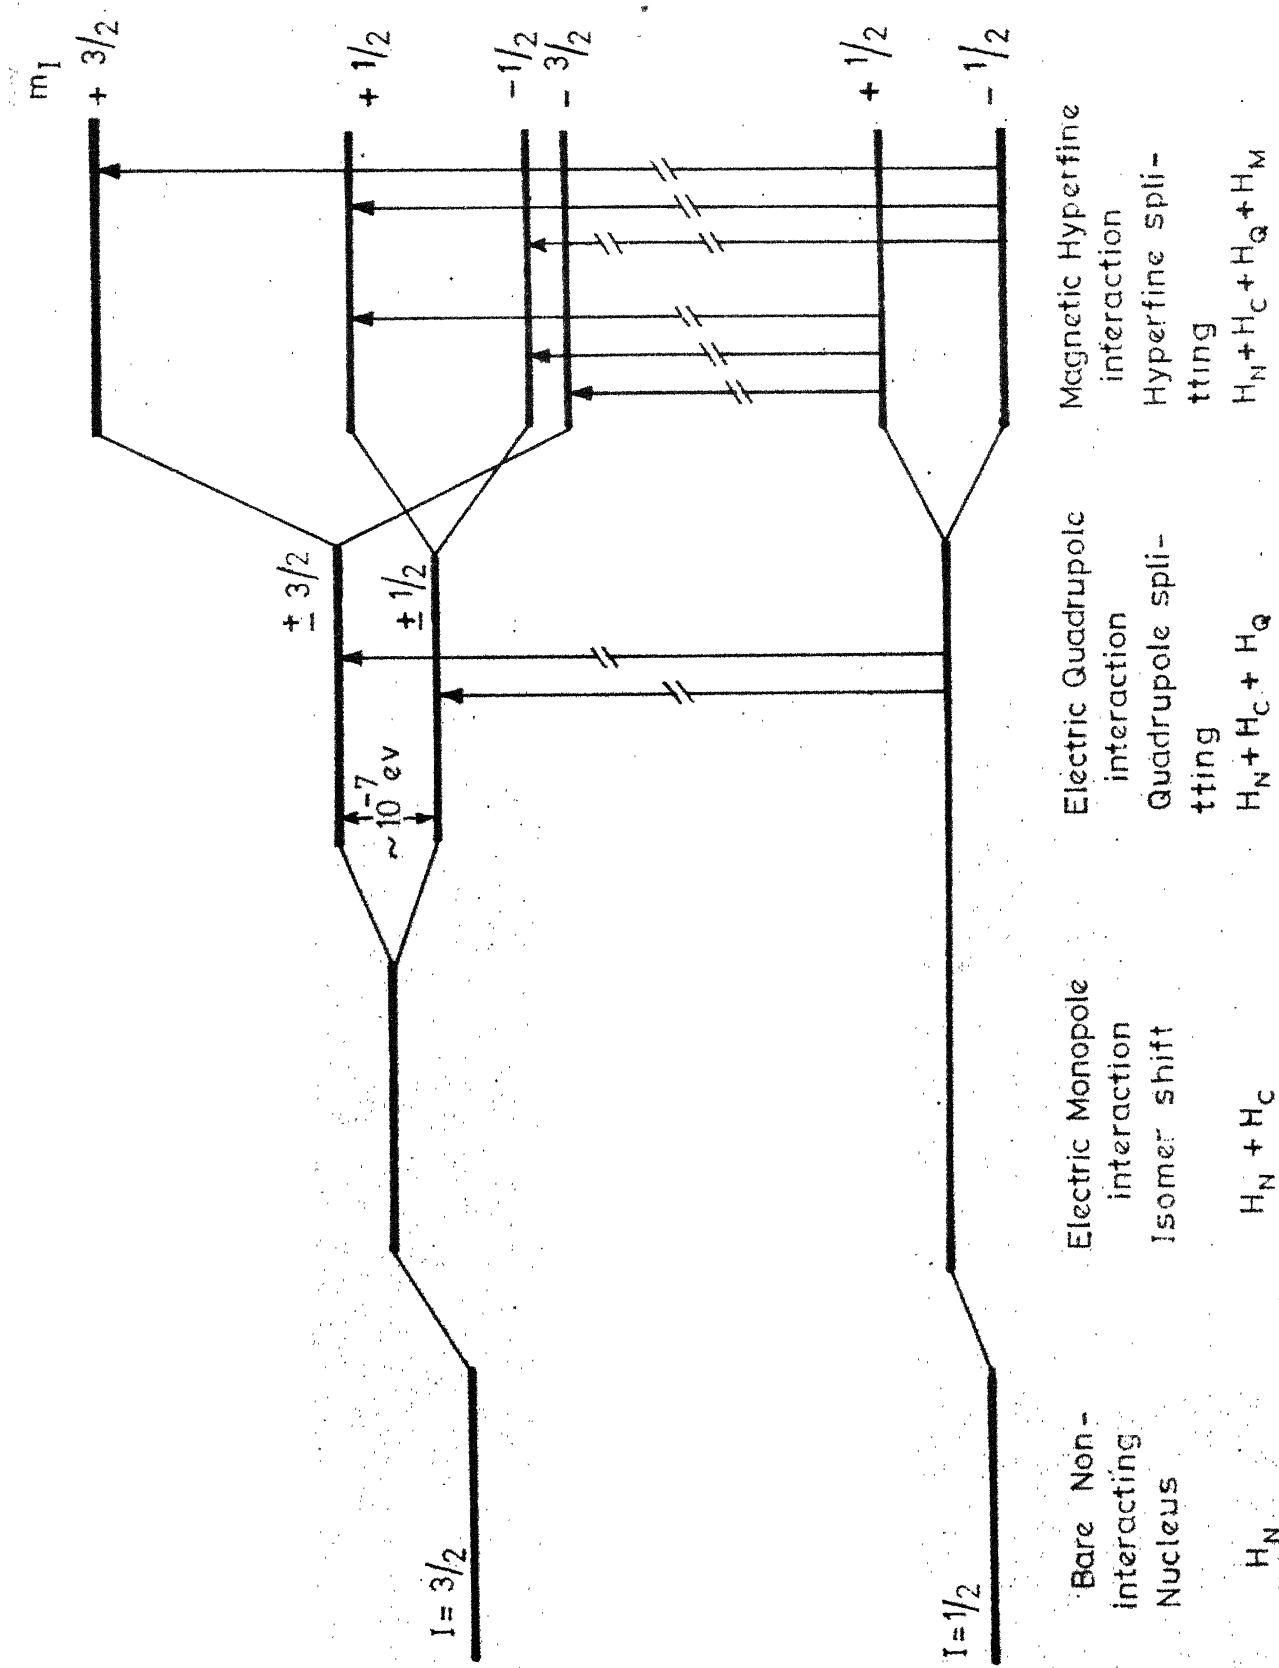 m_I
+ 3/2
+ 1/2
-1/2
- 3/2
+ 1/2
- 1/2
± 3/2
± 1/2
~10^-7 ev
I = 3/2
I = 1/2
Bare Non-
interacting
Nucleus
H_N
Electric Monopole
interaction
Isomer shift
H_N + H_C
Electric Quadrupole
interaction
Quadrupole spli-
tting
H_N + H_C + H_Q
Magnetic Hyperfine
interaction
Hyperfine spli-
tting
H_N + H_C + H_Q + H_M